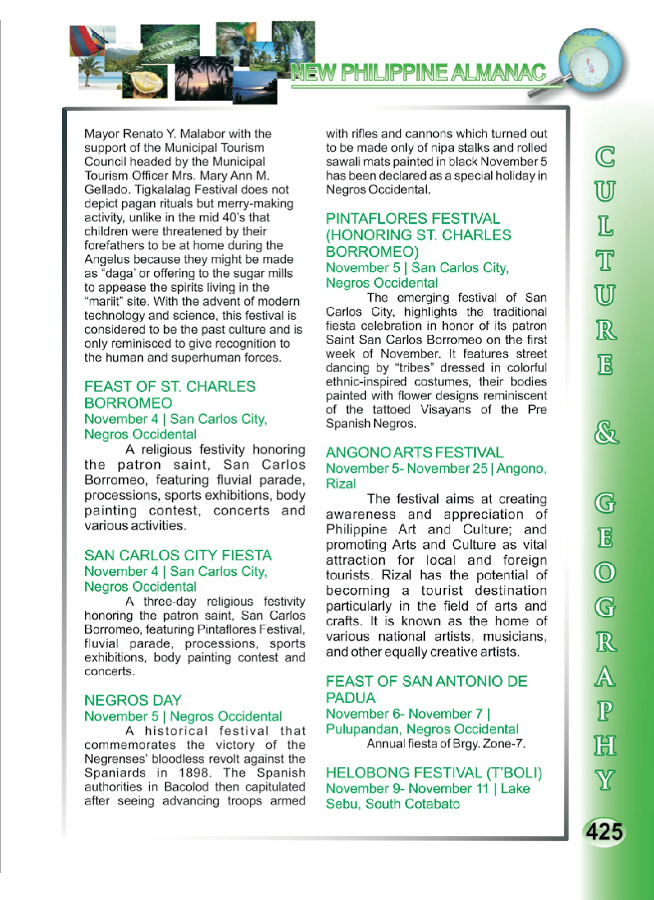 NEW PHILIPPINE ALMANAC
Mayor Renato Y. Malabor with the
support of the Municipal Tourism
Council headed by the Municipal
Tourism Officer Mrs. Mary Ann M.
Gellado. Tigkalalag Festival does not
depict pagan rituals but merry-making
activity, unlike in the mid 40's that
children were threatened by their
forefathers to be at home during the
Angelus because they might be made
as "daga' or offering to the sugar mills
to appease the spirits living in the
"mariit" site. With the advent of modern
technology and science, this festival is
considered to be the past culture and is
only reminisced to give recognition to
the human and superhuman forces.
FEAST OF ST. CHARLES
BORROMEO
November 4 | San Carlos City,
Negros Occidental
A religious festivity honoring
the patron saint, San Carlos
Borromeo, featuring fluvial parade,
processions, sports exhibitions, body
painting contest, concerts and
various activities.
SAN CARLOS CITY FIESTA
November 4 | San Carlos City,
Negros Occidental
A three-day religious festivity
honoring the patron saint, San Carlos
Borromeo, featuring Pintaflores Festival,
fluvial parade, processions, sports
exhibitions, body painting contest and
concerts.
NEGROS DAY
November 5 | Negros Occidental
A historical festival that
commemorates the victory of the
Negrenses' bloodless revolt against the
Spaniards in 1898. The Spanish
authorities in Bacolod then capitulated
after seeing advancing troops armed
with rifles and cannons which turned out
to be made only of nipa stalks and rolled
sawali mats painted in black November 5
has been declared as a special holiday in
Negros Occidental.
PINTAFLORES FESTIVAL
(HONORING ST. CHARLES
BORROMEO)
November 5 | San Carlos City,
Negros Occidental
The emerging festival of San
Carlos City, highlights the traditional
fiesta celebration in honor of its patron
Saint San Carlos Borromeo on the first
week of November. It features street
dancing by "tribes" dressed in colorful
ethnic-inspired costumes, their bodies
painted with flower designs reminiscent
of the tattoed Visayans of the Pre
Spanish Negros.
ANGONO ARTS FESTIVAL
November 5- November 25 | Angono,
Rizal
The festival aims at creating
awareness and appreciation of
Philippine Art and Culture; and
promoting Arts and Culture as vital
attraction for local and foreign
tourists. Rizal has the potential of
becoming a tourist destination
particularly in the field of arts and
crafts. It is known as the home of
various national artists, musicians,
and other equally creative artists.
FEAST OF SAN ANTONIO DE
PADUA
November 6- November 7 |
Pulupandan, Negros Occidental
Annual fiesta of Brgy. Zone-7.
HELOBONG FESTIVAL (T'BOLI)
November 9- November 11 | Lake
Sebu, South Cotabato
CULTURE & GEOGRAPHY
425